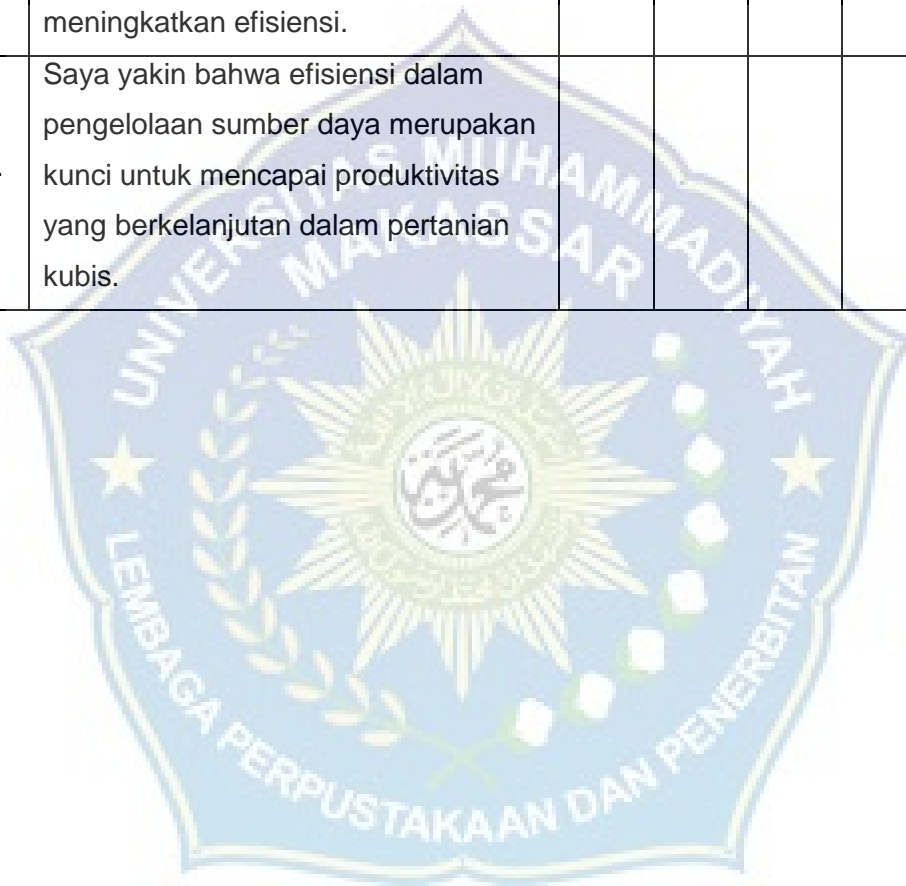 meningkatkan efisiensi.
Saya yakin bahwa efisiensi dalam
pengelolaan sumber daya merupakan
kunci untuk mencapai produktivitas
yang berkelanjutan dalam pertanian
kubis.
UNIVERSITAS MUHAMMADIYAH
MAKASSAR
LEMBAGA PERPUSTAKAAN DAN PENERBITAN